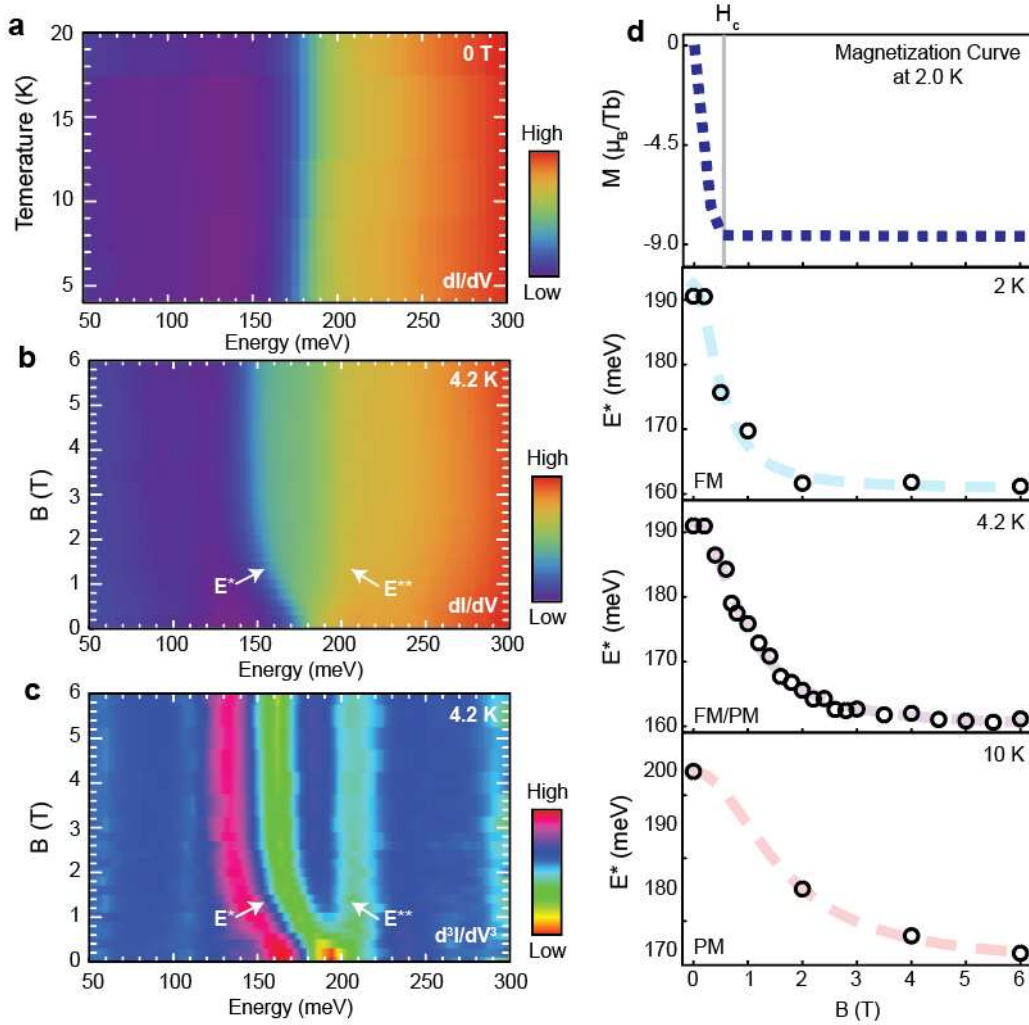 a
20
15
10
5
Temerature (K)
0 T
dI/dV
50 100 150 200 250 300
Energy (meV)
High
Low
b
6
5
4
3
2
1
0
B (T)
4.2 K
E* E**
dI/dV
50 100 150 200 250 300
Energy (meV)
High
Low
c
6
5
4
3
2
1
0
B (T)
4.2 K
E* E**
d³I/dV³
50 100 150 200 250 300
Energy (meV)
High
Low
d
H_c
0
-4.5
-9.0
M (μ_B/Tb)
Magnetization Curve
at 2.0 K
190
180
170
160
E* (meV)
2 K
FM
190
180
170
160
E* (meV)
4.2 K
FM/PM
200
190
180
170
E* (meV)
10 K
PM
0 1 2 3 4 5 6
B (T)